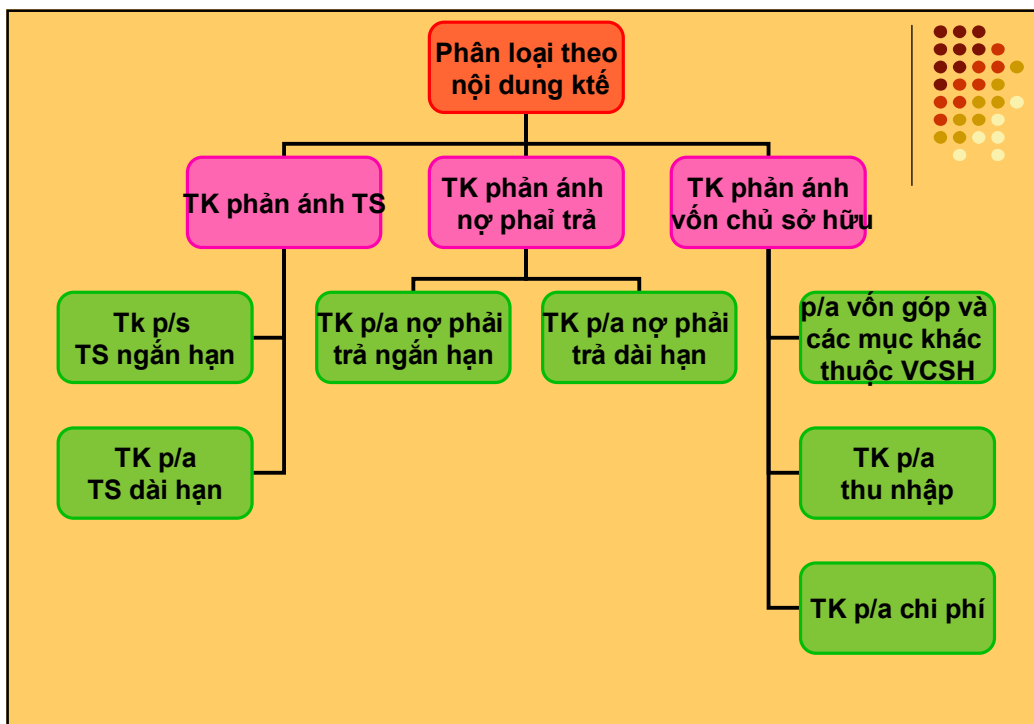 Phân loại theo
nội dung ktế
TK phản ánh TS
TK phản ánh
nợ phaỉ trả
TK phản ánh
vốn chủ sở hữu
Tk p/s
TS ngắn hạn
TK p/a nợ phải
trả ngắn hạn
TK p/a nợ phải
trả dài hạn
p/a vốn góp và
các mục khác
thuộc VCSH
TK p/a
TS dài hạn
TK p/a
thu nhập
TK p/a chi phí